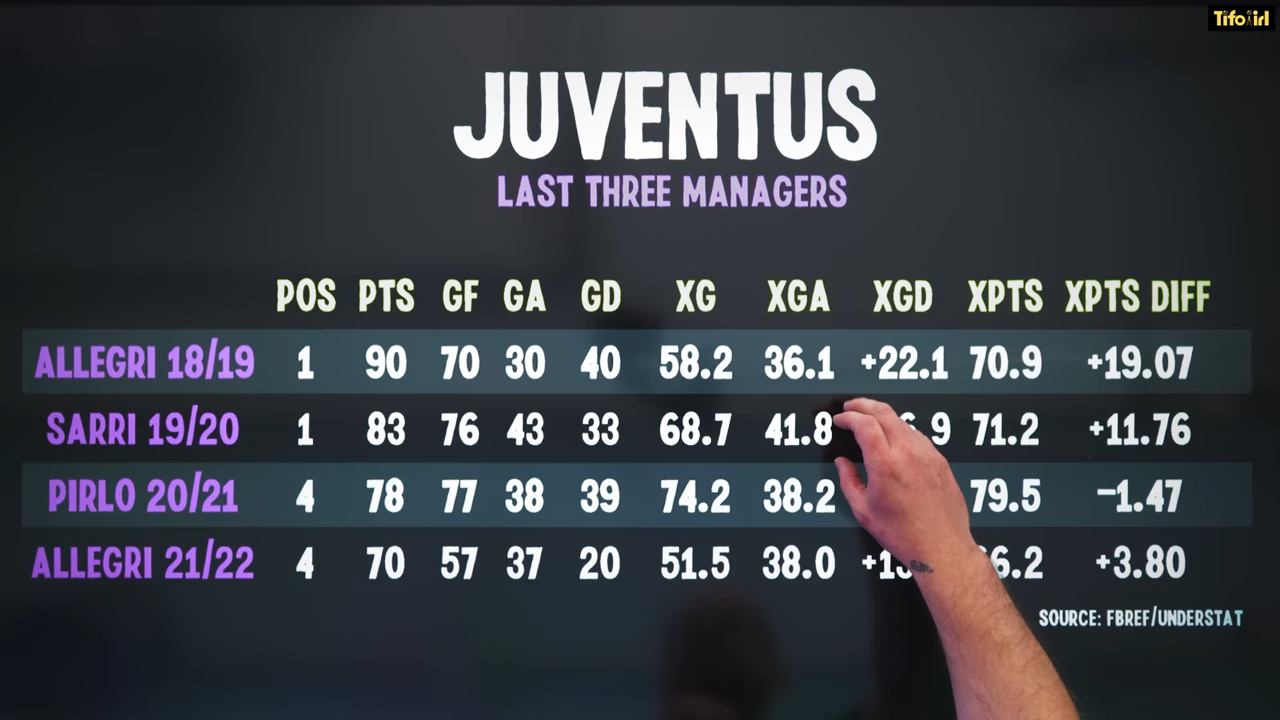 Tifo irl
JUVENTUS
LAST THREE MANAGERS
POS PTS GF GA GD XG XGA XGD XPTS XPTS DIFF
ALLEGRI 18/19 1 90 70 30 40 58.2 36.1 +22.1 70.9 +19.07
SARRI 19/20 1 83 76 43 33 68.7 41.8 71.2 +11.76
PIRLO 20/21 4 78 77 38 39 74.2 38.2 79.5 –1.47
ALLEGRI 21/22 4 70 57 37 20 51.5 38.0 +3.80
SOURCE: FBREF/UNDERSTAT